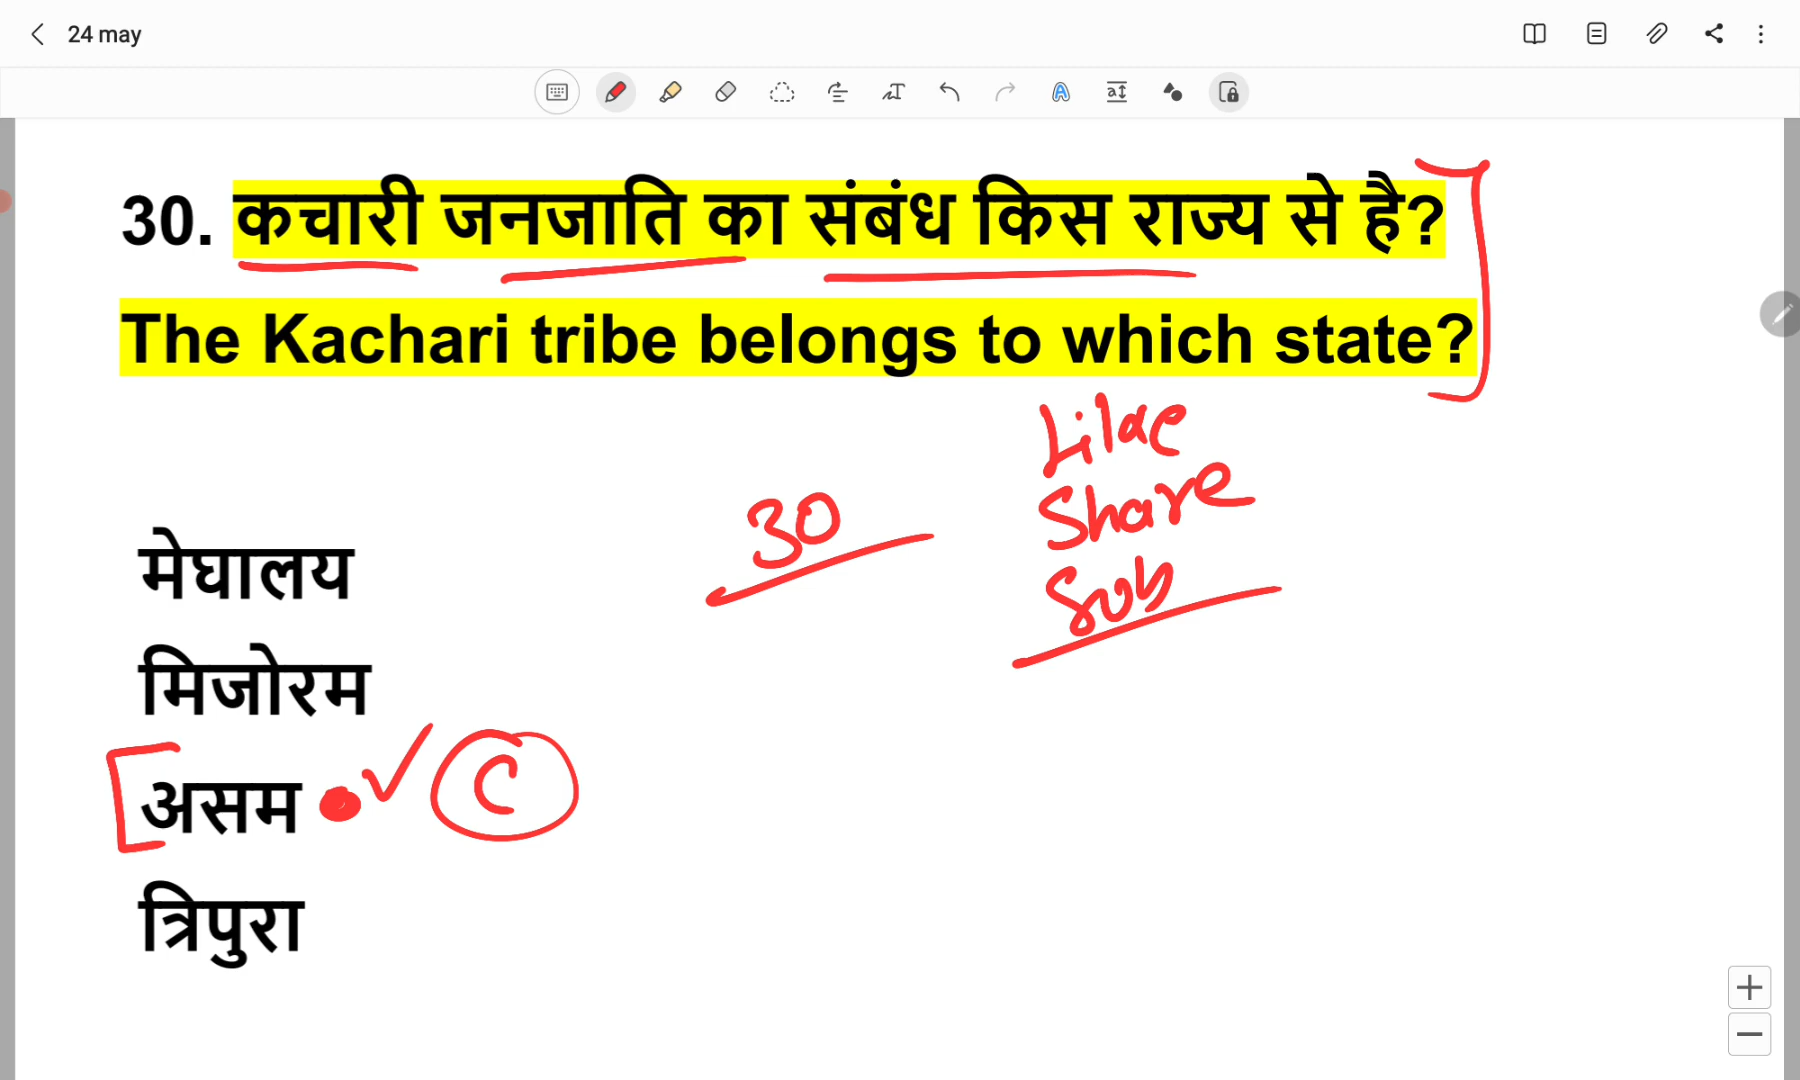 24 may
30. कचारी जनजाति का संबंध किस राज्य से है?
The Kachari tribe belongs to which state?
Like
Share
Sub
30
मेघालय
मिजोरम
असम C
त्रिपुरा